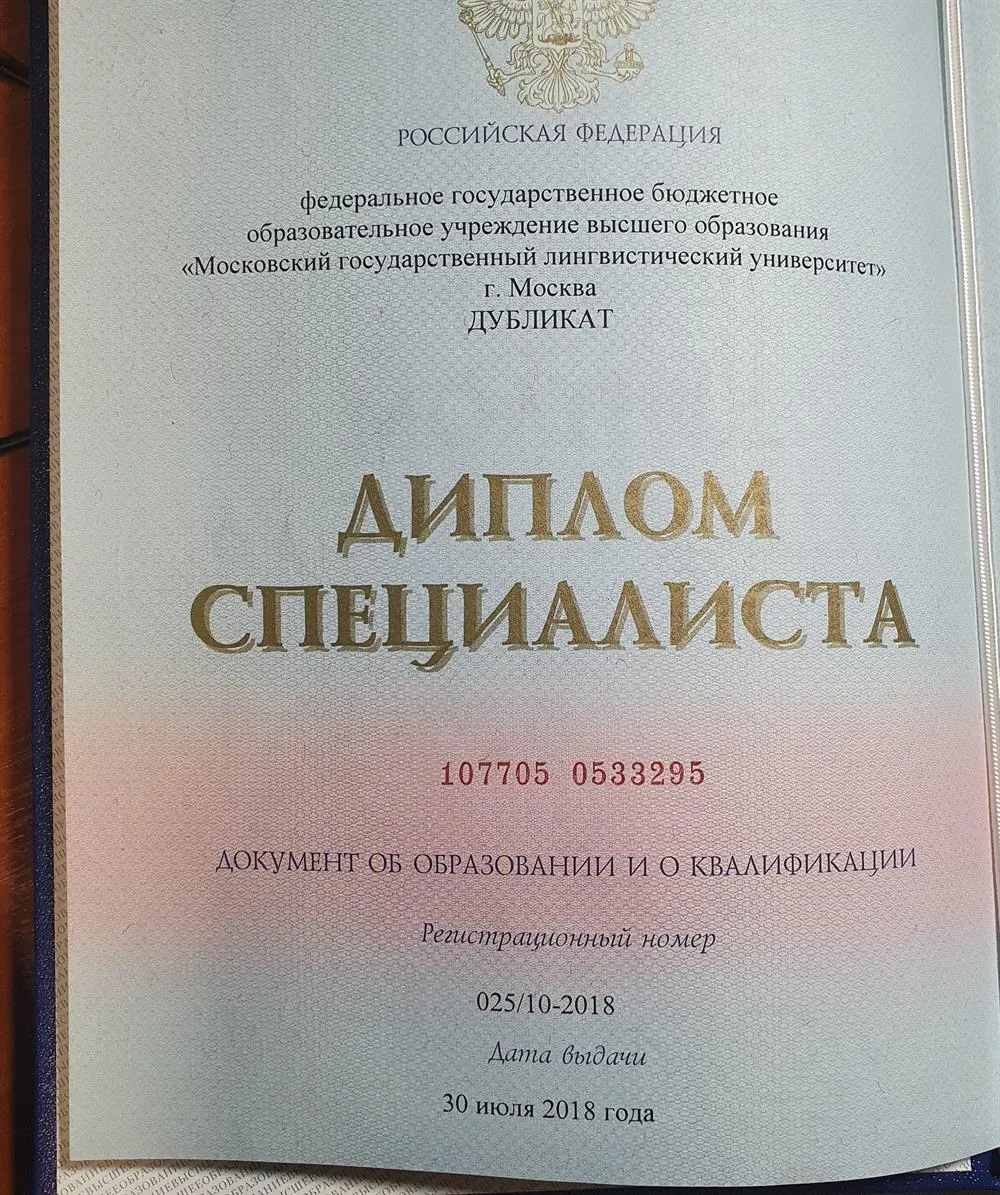 РОССИЙСКАЯ ФЕДЕРАЦИЯ
федеральное государственное бюджетное
образовательное учреждение высшего образования
«Московский государственный лингвистический университет»
г. Москва
ДУБЛИКАТ
ДИПЛОМ
СПЕЦИАЛИСТА
107705 0533295
ДОКУМЕНТ ОБ ОБРАЗОВАНИИ И О КВАЛИФИКАЦИИ
Регистрационный номер
025/10-2018
Дата выдачи
30 июля 2018 года